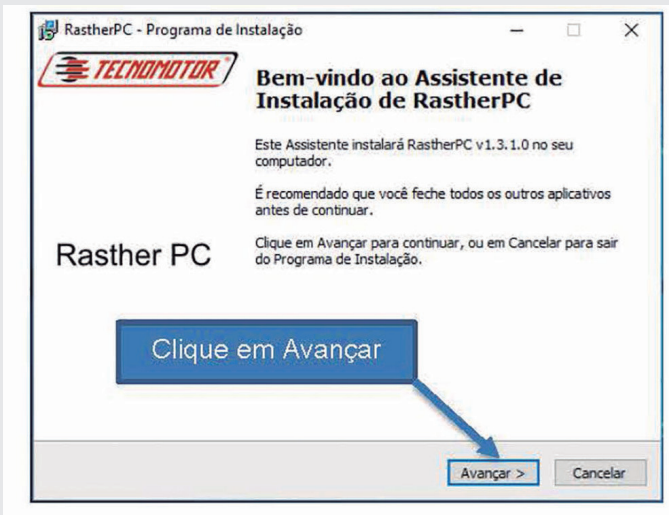 RastherPC - Programa de Instalação
TECNOMOTOR
Bem-vindo ao Assistente de
Instalação de RastherPC
Este Assistente instalará RastherPC v1.3.1.0 no seu
computador.
É recomendado que você feche todos os outros aplicativos
antes de continuar.
Clique em Avançar para continuar, ou em Cancelar para sair
do Programa de Instalação.
Rasther PC
Clique em Avançar
Avançar >
Cancelar